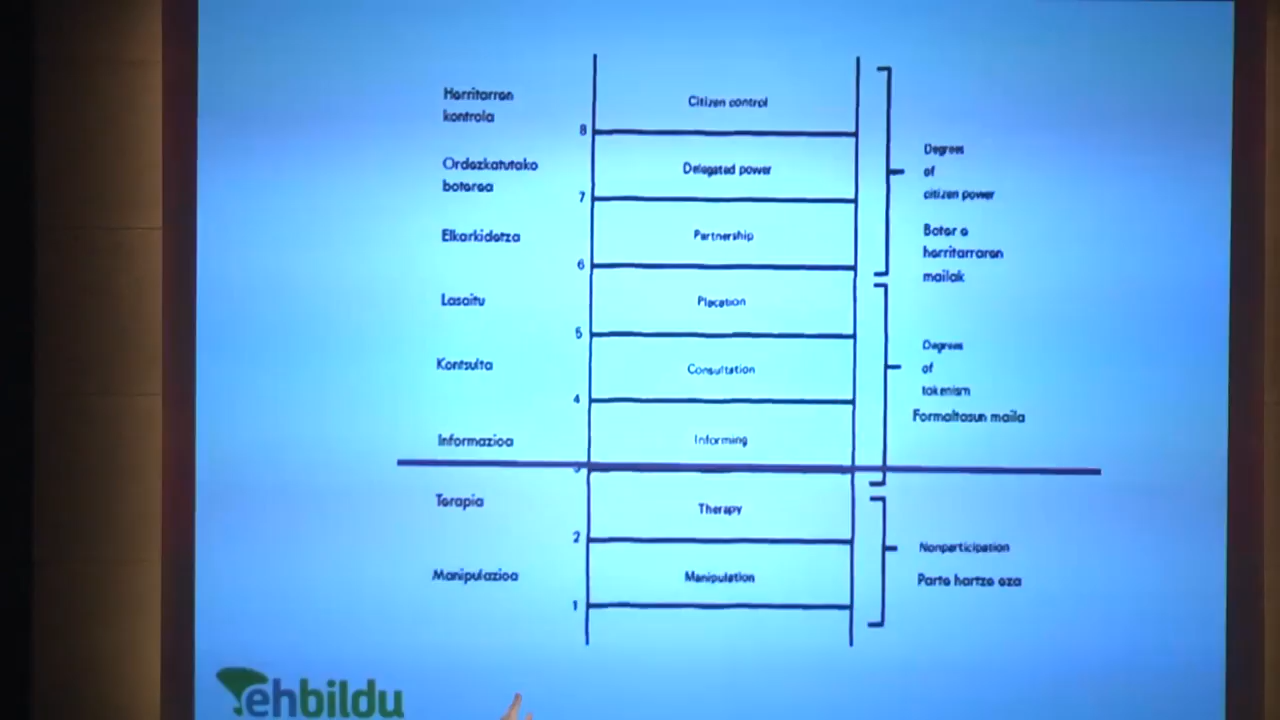 Herritarren
kontrola
Citizen control
8
Ordezkatutako
boterea
Delegated power
7
Elkarkidetza
Partnership
6
Degrees
of
citizen power
Botere
herritarraren
mailak
Lasaitu
Placation
5
Kontsulta
Consultation
4
Informazioa
Informing
3
Degrees
of
tokenism
Formaltasun maila
Terapia
Therapy
2
Manipulazioa
Manipulation
1
Nonparticipation
Parte hartze eza
ehbildu